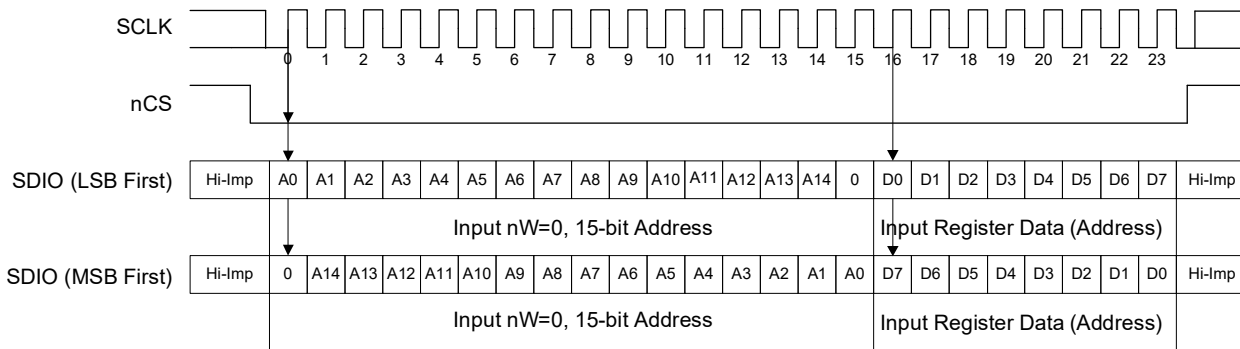 SCLK
0 1 2 3 4 5 6 7 8 9 10 11 12 13 14 15 16 17 18 19 20 21 22 23
nCS
SDIO (LSB First) Hi-Imp A0 A1 A2 A3 A4 A5 A6 A7 A8 A9 A10 A11 A12 A13 A14 0 D0 D1 D2 D3 D4 D5 D6 D7 Hi-Imp
Input nW=0, 15-bit Address Input Register Data (Address)
SDIO (MSB First) Hi-Imp 0 A14 A13 A12 A11 A10 A9 A8 A7 A6 A5 A4 A3 A2 A1 A0 D7 D6 D5 D4 D3 D2 D1 D0 Hi-Imp
Input nW=0, 15-bit Address Input Register Data (Address)